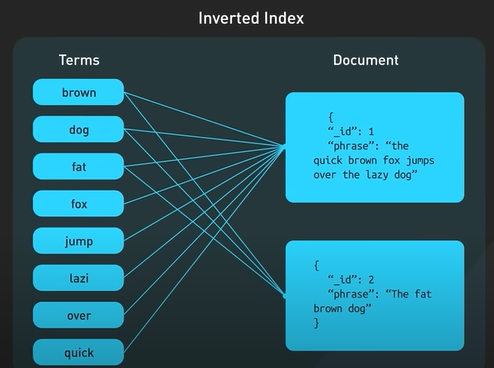 Inverted Index
Terms
Document
brown
dog
fat
fox
jump
lazi
over
quick
{
“_id”: 1
“phrase”: “the
quick brown fox jumps
over the lazy dog”
{
“_id”: 2
“phrase”: “The fat
brown dog”
}